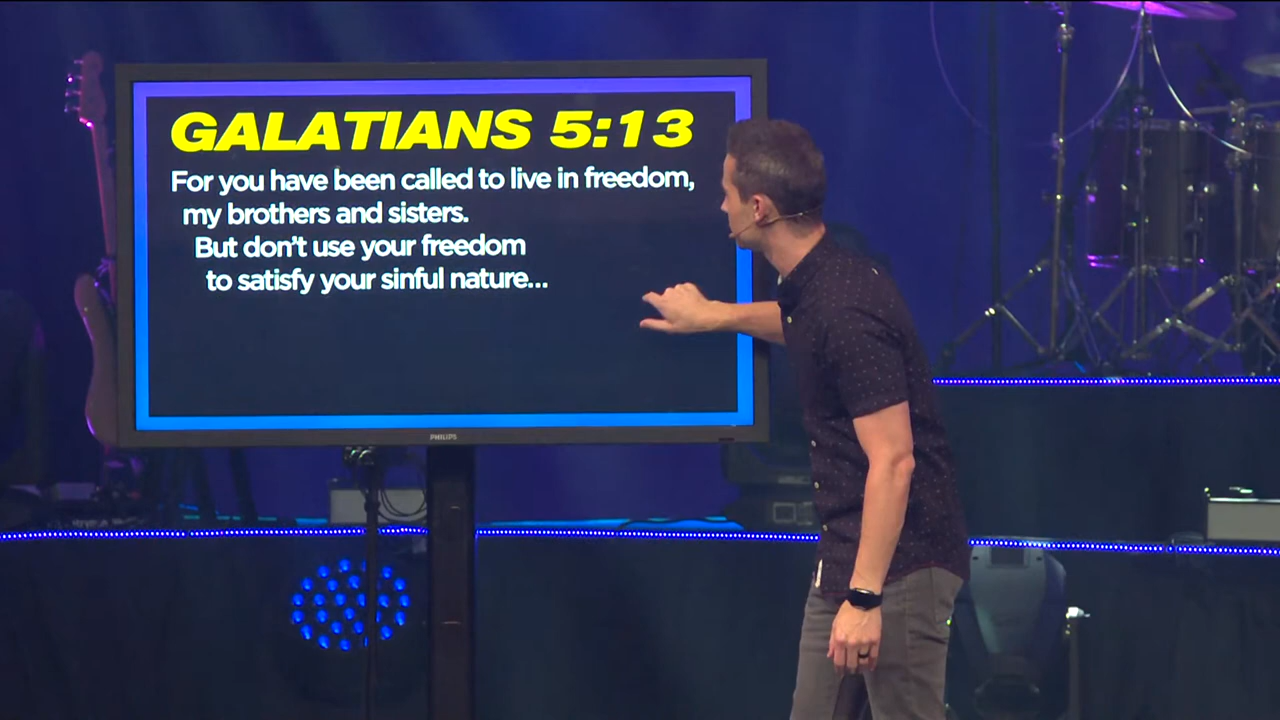 GALATIANS 5:13
For you have been called to live in freedom,
my brothers and sisters.
But don't use your freedom
to satisfy your sinful nature...
PHILIPS